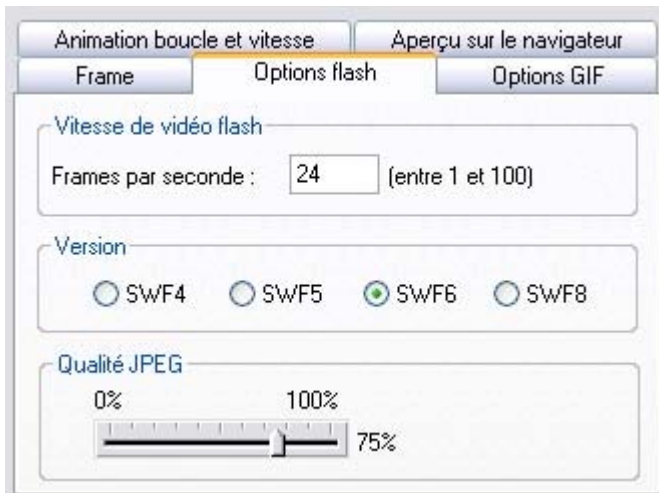 Animation boucle et vitesse
Aperçu sur le navigateur
Frame
Options flash
Options GIF
Vitesse de vidéo flash
Frames par seconde : 24 (entre 1 et 100)
Version
SWF4 SWF5 SWF6 SWF8
Qualité JPEG
0% 100%
75%